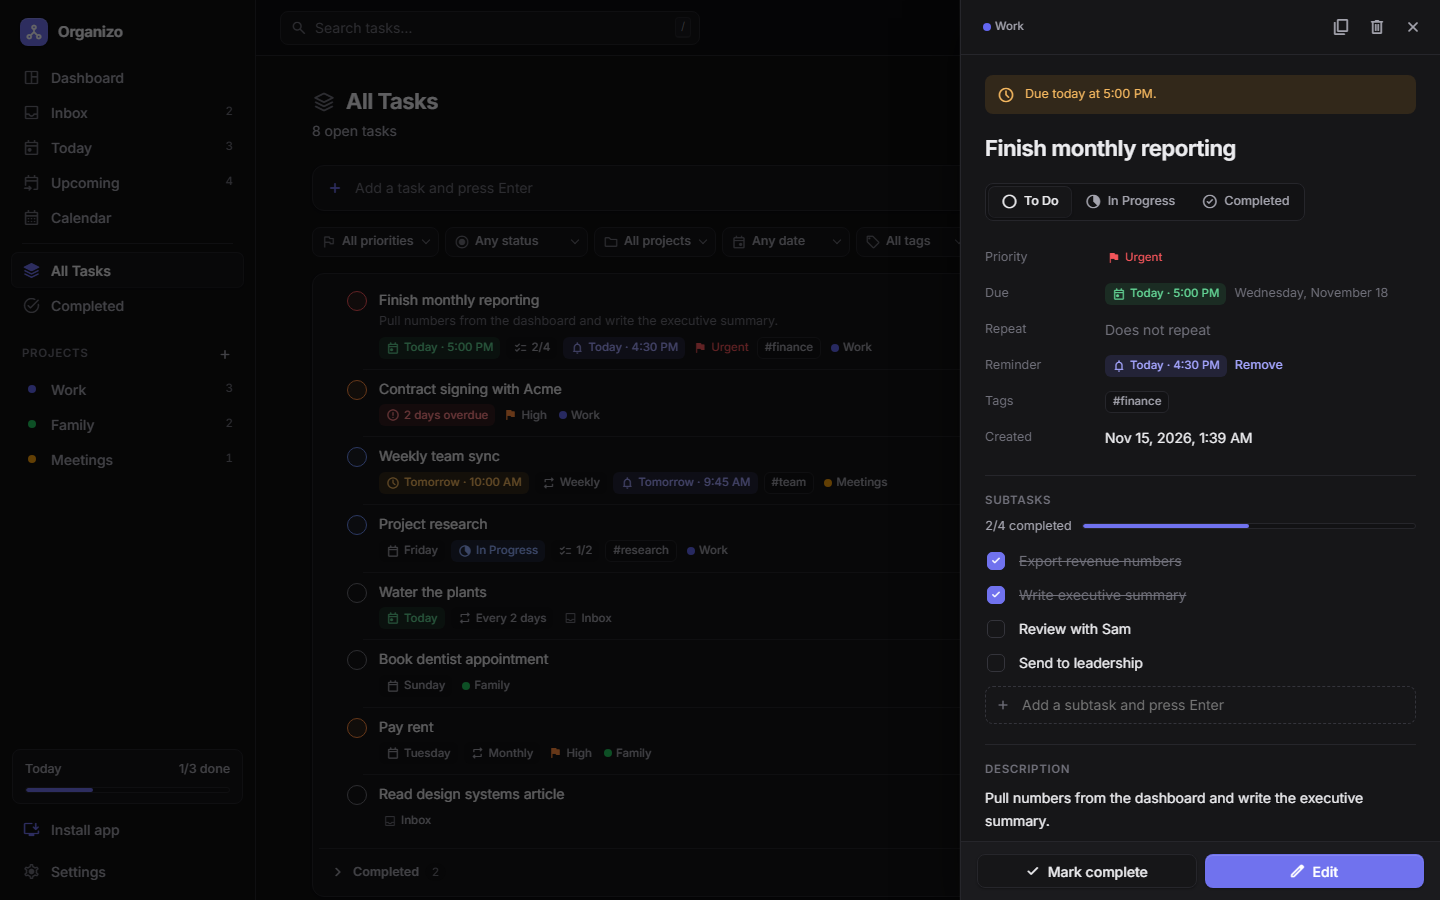 Organizo
Dashboard
Inbox 2
Today 3
Upcoming 4
Calendar
All Tasks
Completed
PROJECTS
Work 3
Family 2
Meetings 1
Today 1/3 done
Install app
Settings
Search tasks... /
All Tasks
8 open tasks
Add a task and press Enter
All priorities Any status All projects Any date All tags
Finish monthly reporting
Pull numbers from the dashboard and write the executive summary.
Today · 5:00 PM 2/4 Today · 4:30 PM Urgent #finance Work
Contract signing with Acme
2 days overdue High Work
Weekly team sync
Tomorrow · 10:00 AM Weekly Tomorrow · 9:45 AM #team Meetings
Project research
Friday In Progress 1/2 #research Work
Water the plants
Today Every 2 days Inbox
Book dentist appointment
Sunday Family
Pay rent
Tuesday Monthly High Family
Read design systems article
Inbox
Completed 2
Work
Due today at 5:00 PM.
Finish monthly reporting
To Do In Progress Completed
Priority Urgent
Due Today · 5:00 PM Wednesday, November 18
Repeat Does not repeat
Reminder Today · 4:30 PM Remove
Tags #finance
Created Nov 15, 2026, 1:39 AM
SUBTASKS
2/4 completed
Export revenue numbers
Write executive summary
Review with Sam
Send to leadership
Add a subtask and press Enter
DESCRIPTION
Pull numbers from the dashboard and write the executive
summary.
Mark complete Edit